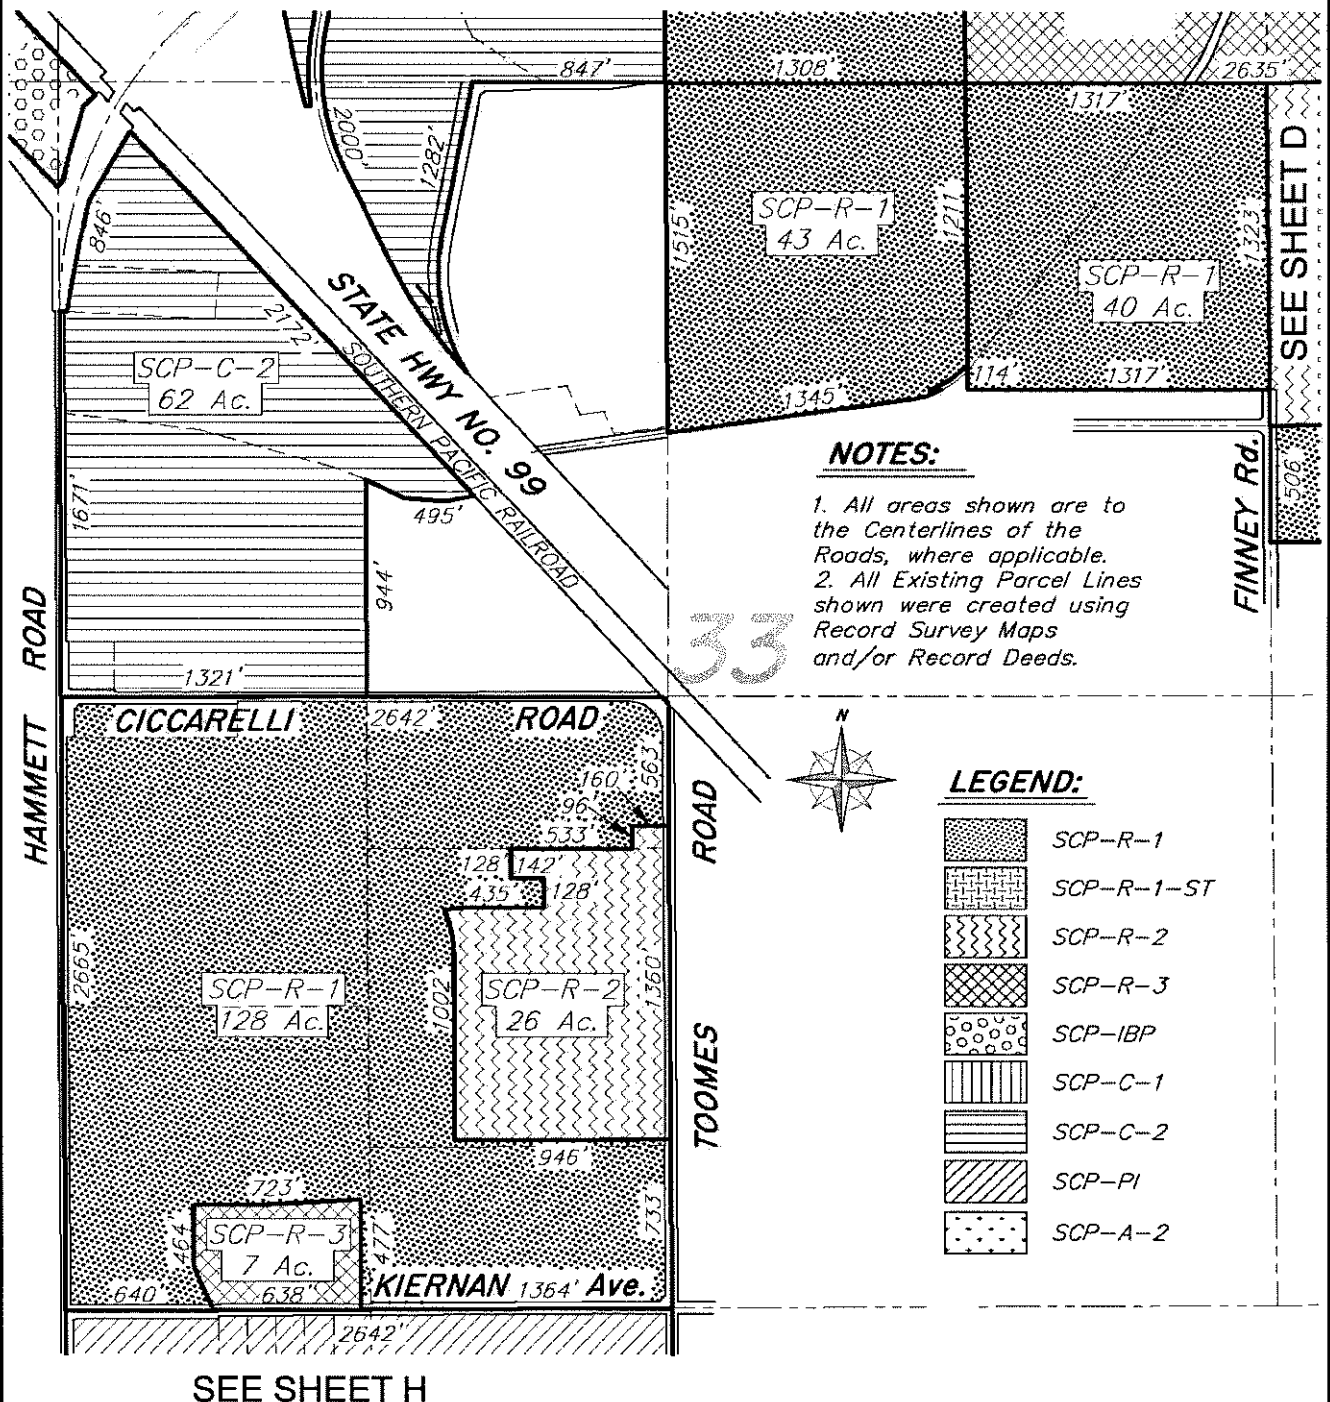 847'
1308'
2635'
1317'
2000'
1282'
846'
SCP-R-1
43 Ac.
1515'
1211'
1323'
SEE SHEET D
SCP-R-1
40 Ac.
STATE HWY NO. 99
SOUTHERN PACIFIC RAILROAD
2172'
SCP-C-2
62 Ac.
114'
1317'
1345'
1671'
495'
944'
506'
FINNEY Rd.
NOTES:
1. All areas shown are to
the Centerlines of the
Roads, where applicable.
2. All Existing Parcel Lines
shown were created using
Record Survey Maps
and/or Record Deeds.
33
HAMMETT ROAD
1321'
CICCARELLI
2642'
ROAD
563'
160'
96'
533'
128'
142'
435'
128'
N
TOOMES ROAD
LEGEND:
SCP-R-1
SCP-R-1-ST
SCP-R-2
SCP-R-3
SCP-IBP
SCP-C-1
SCP-C-2
SCP-PI
SCP-A-2
2665'
SCP-R-1
128 Ac.
1002'
SCP-R-2
26 Ac.
1350'
946'
733'
723'
464'
SCP-R-3
7 Ac.
477'
640'
638'
KIERNAN 1364' Ave.
2642'
SEE SHEET H